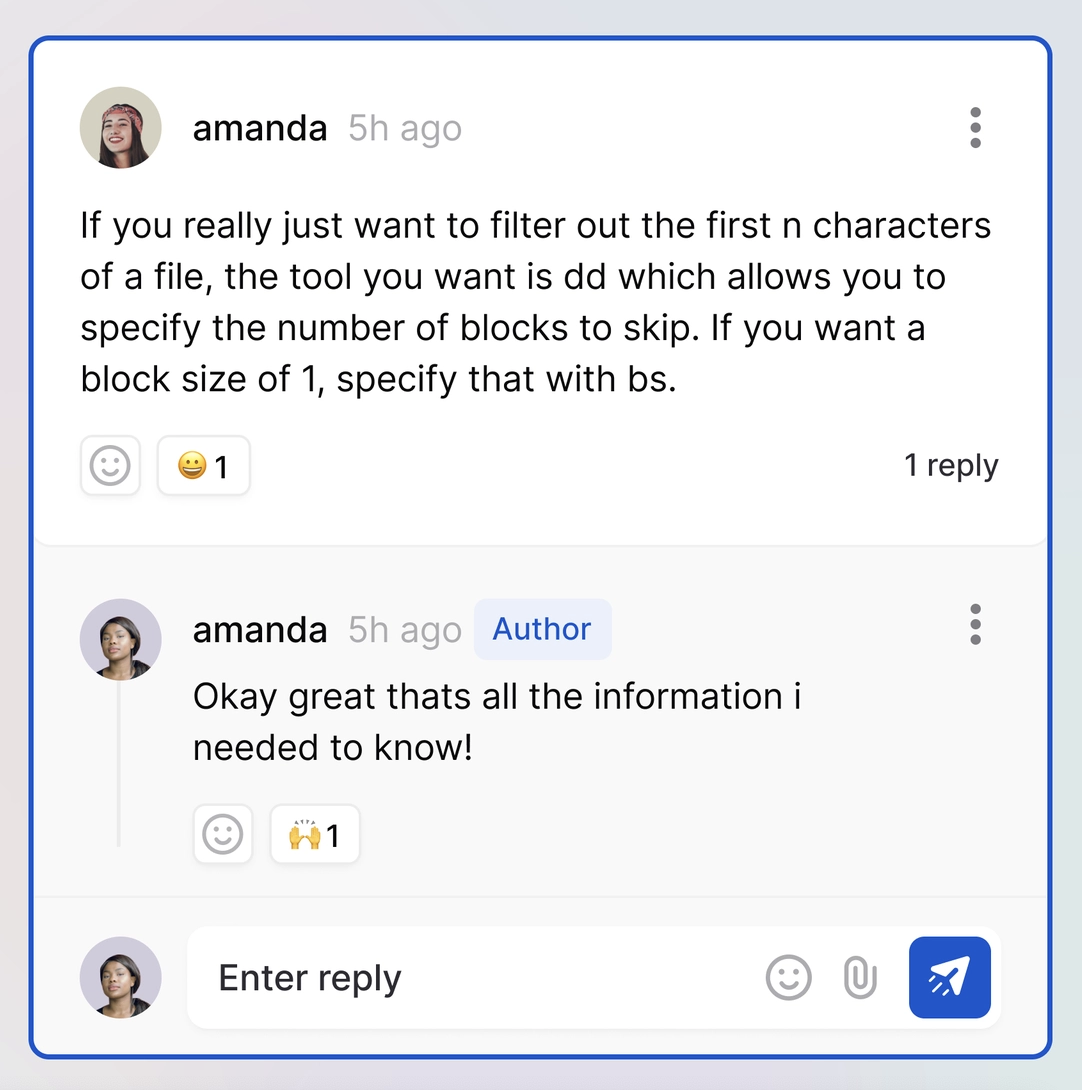 amanda 5h ago
If you really just want to filter out the first n characters
of a file, the tool you want is dd which allows you to
specify the number of blocks to skip. If you want a
block size of 1, specify that with bs.
😀 1
1 reply
amanda 5h ago Author
Okay great thats all the information i
needed to know!
🙌 1
Enter reply